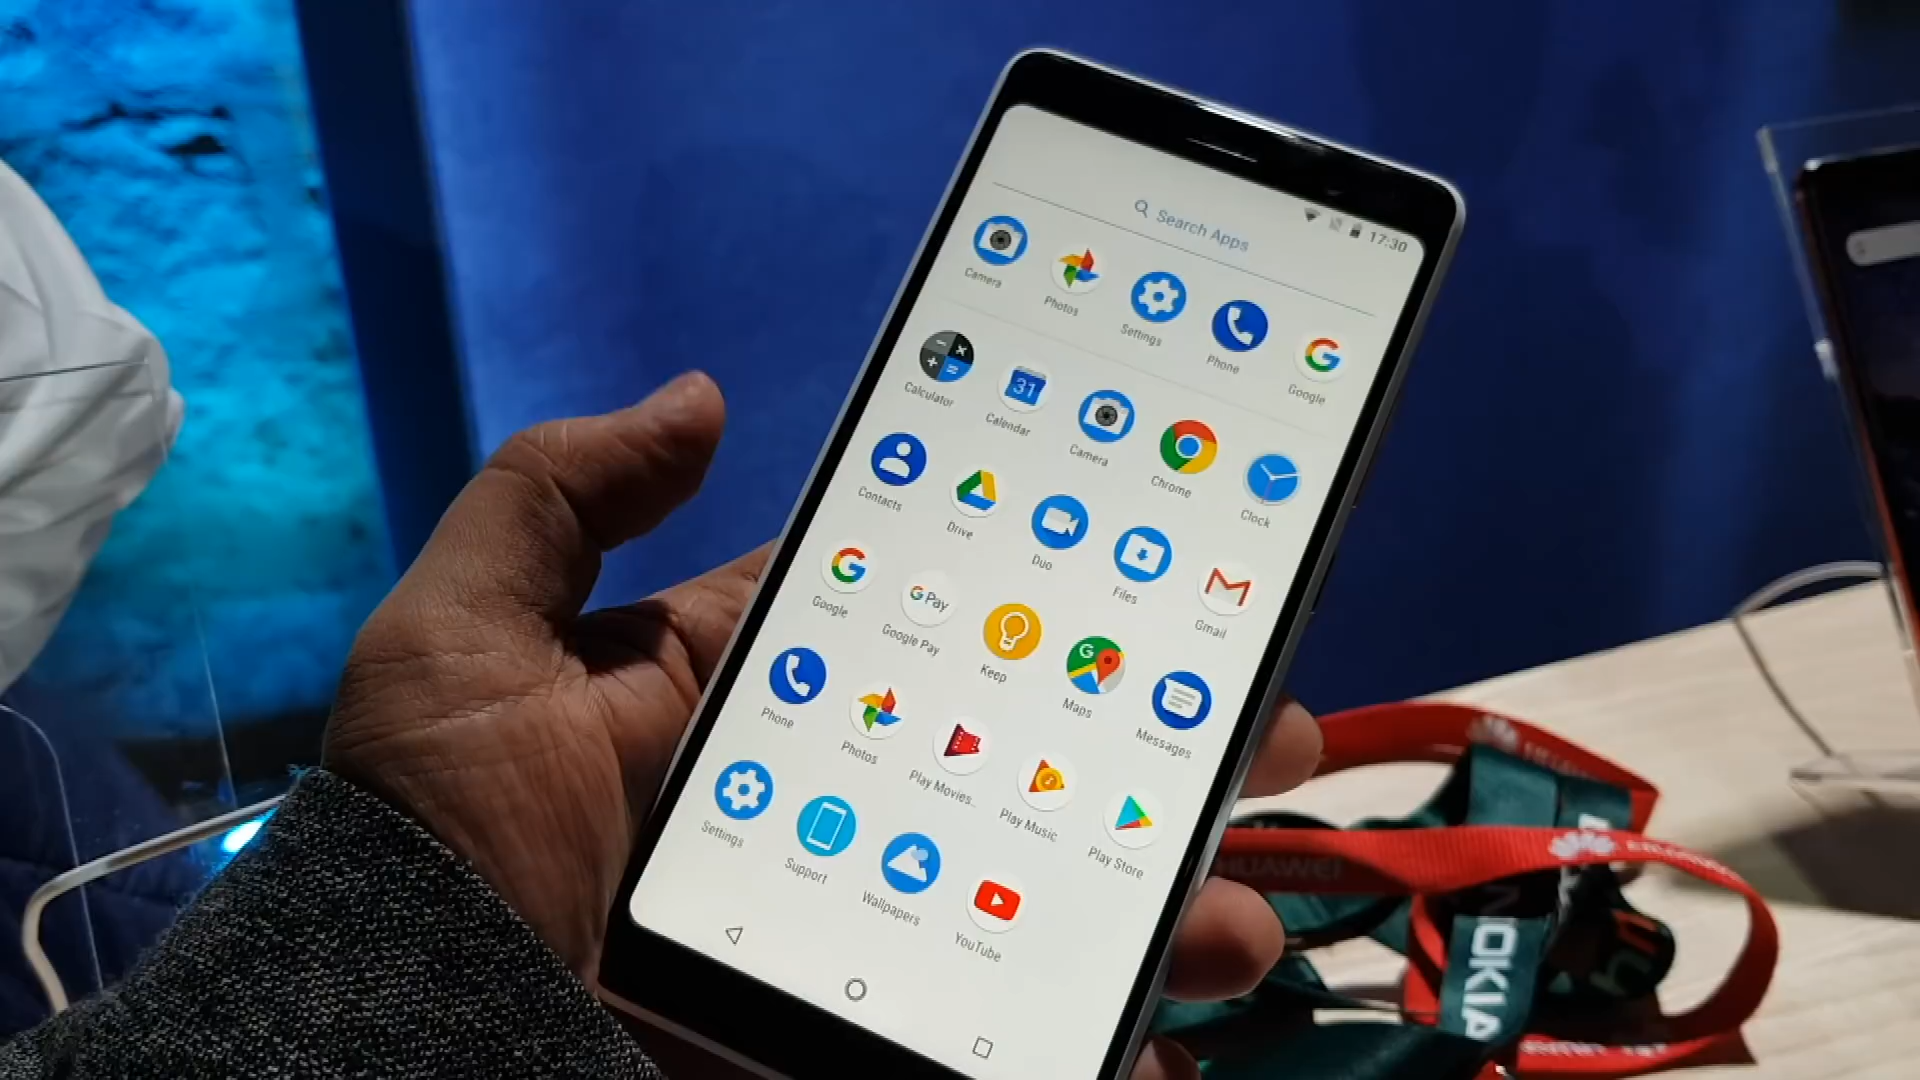 17:30
Search Apps
Camera
Photos
Settings
Phone
Google
Calculator
31
Calendar
Camera
Chrome
Clock
Contacts
Drive
Duo
Files
Gmail
Google
G Pay
Google Pay
Keep
Maps
Messages
Phone
Photos
Play Movies..
Play Music
Play Store
Settings
Support
Wallpapers
YouTube
HUAWEI
NOKIA